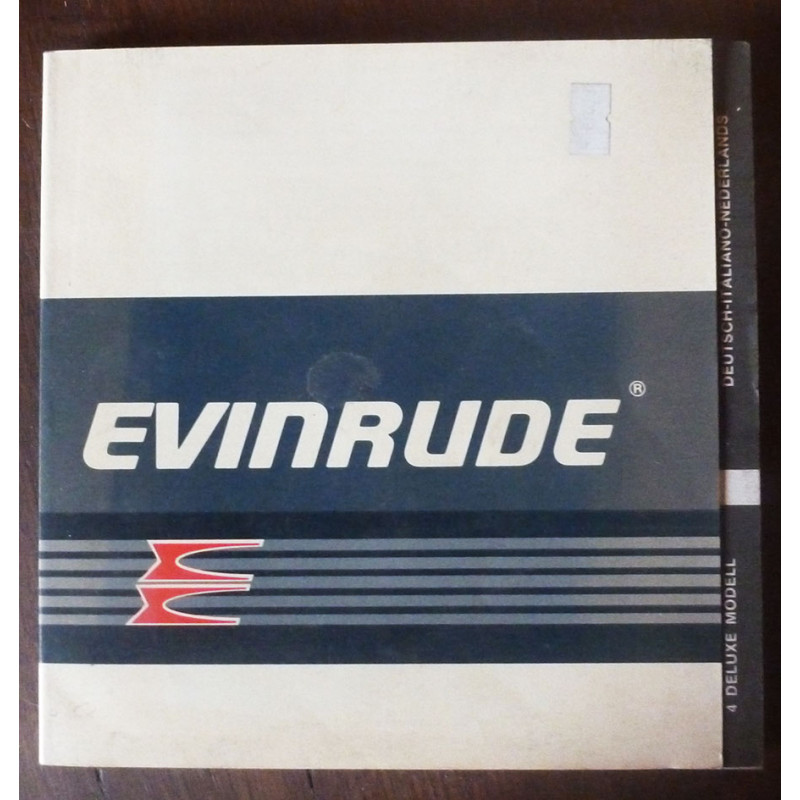 EVINRUDE®
DEUTSCH-ITALIANO-NEDERLANDS
4 DELUXE MODELL